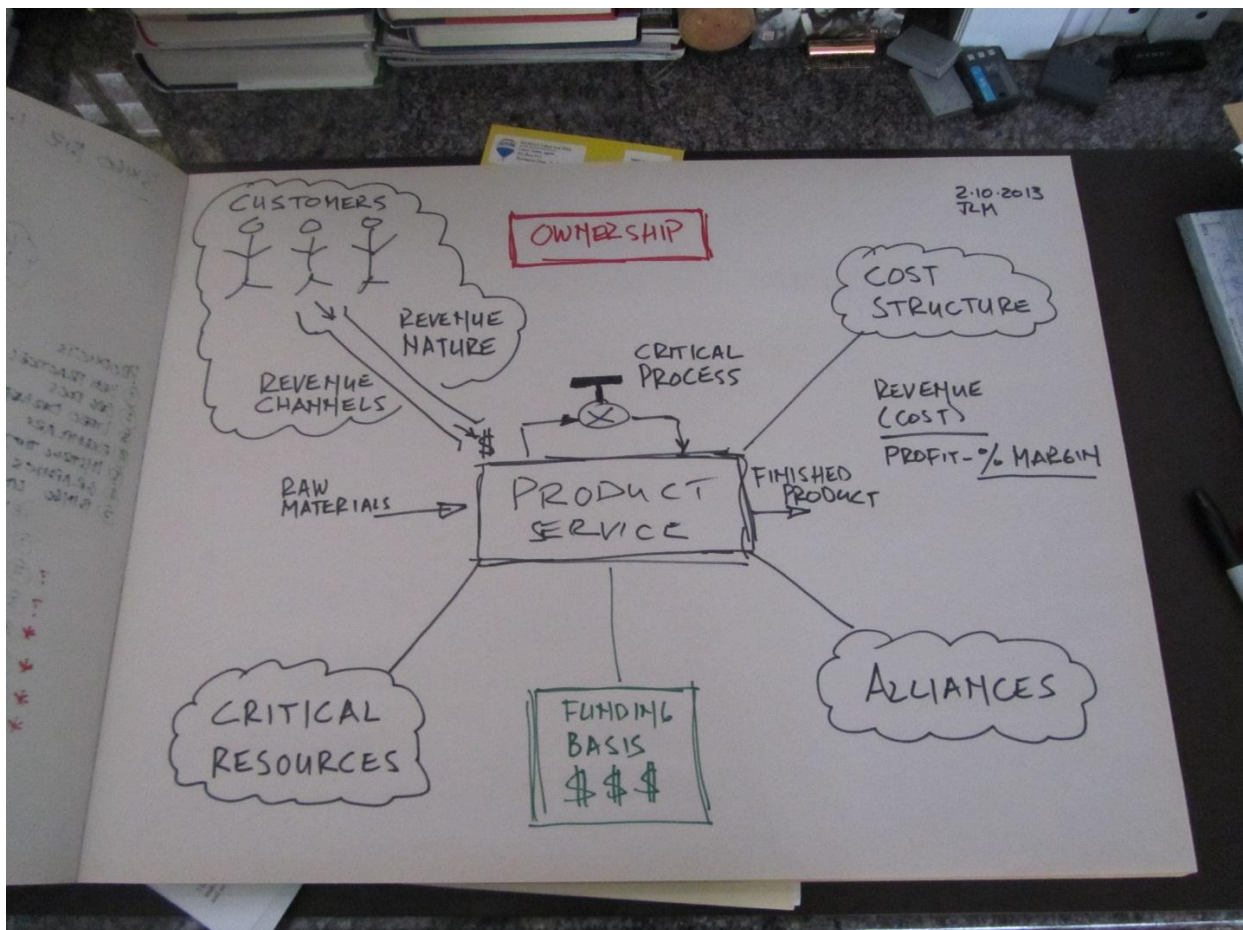 2·10·2013
JLM
CUSTOMERS
OWNERSHIP
COST
STRUCTURE
REVENUE
NATURE
CRITICAL
PROCESS
REVENUE
CHANNELS
REVENUE
(COST)
PROFIT - % MARGIN
$
RAW
MATERIALS
PRODUCT
SERVICE
FINISHED
PRODUCT
CRITICAL
RESOURCES
FUNDING
BASIS
$ $ $
ALLIANCES